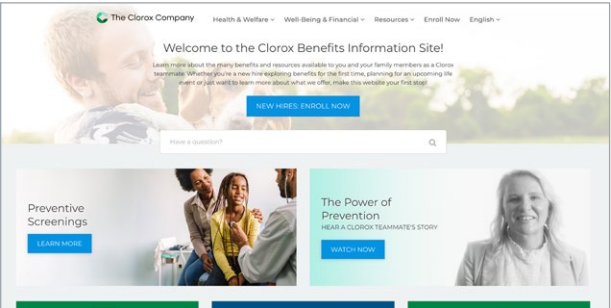 The Clorox Company
Health & Welfare
Well-Being & Financial
Resources
Enroll Now
English
Welcome to the Clorox Benefits Information Site!
Learn more about the many benefits and resources available to you and your family members as a Clorox
teammate. Whether you're a new hire exploring benefits for the first time, planning for an upcoming life
event or just want to learn more about what we offer, make this website your first stop!
NEW HIRES: ENROLL NOW
Have a question?
Preventive
Screenings
LEARN MORE
The Power of
Prevention
HEAR A CLOROX TEAMMATE'S STORY
WATCH NOW